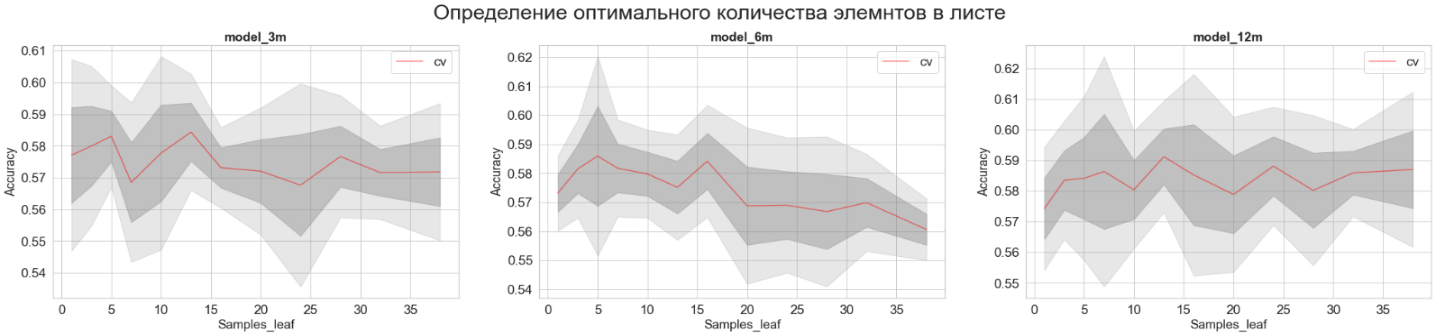 Определение оптимального количества элемнтов в листе
model_3m
model_6m
model_12m
cv
cv
cv
Accuracy
0.61
0.60
0.59
0.58
0.57
0.56
0.55
0.54
0 5 10 15 20 25 30 35
Samples_leaf
Accuracy
0.62
0.61
0.60
0.59
0.58
0.57
0.56
0.55
0.54
0 5 10 15 20 25 30 35
Samples_leaf
Accuracy
0.62
0.61
0.60
0.59
0.58
0.57
0.56
0.55
0 5 10 15 20 25 30 35
Samples_leaf